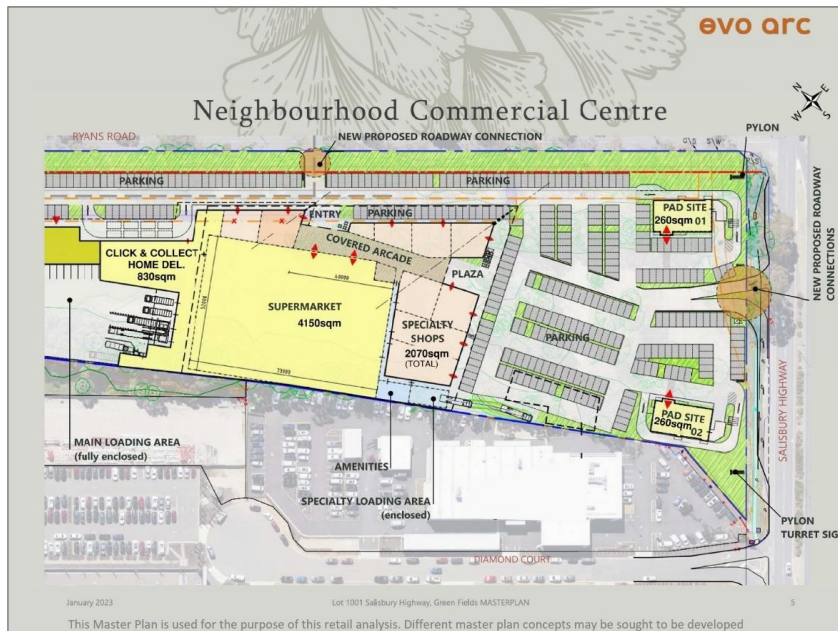 evo arc
Neighbourhood Commercial Centre
N
E
W
S
RYANS ROAD
NEW PROPOSED ROADWAY CONNECTION
PYLON
PARKING
PARKING
ENTRY
PARKING
PAD SITE
260sqm 01
COVERED ARCADE
CLICK & COLLECT
HOME DEL.
830sqm
PLAZA
NEW PROPOSED ROADWAY
CONNECTIONS
SUPERMARKET
4150sqm
SPECIALTY
SHOPS
2070sqm
(TOTAL)
PARKING
PAD SITE
260sqm 02
SALISBURY HIGHWAY
MAIN LOADING AREA
(fully enclosed)
AMENITIES
SPECIALTY LOADING AREA
(enclosed)
PYLON
TURRET SIG
DIAMOND COURT
January 2023
Lot 1001 Salisbury Highway, Green Fields MASTERPLAN
5
This Master Plan is used for the purpose of this retail analysis. Different master plan concepts may be sought to be developed